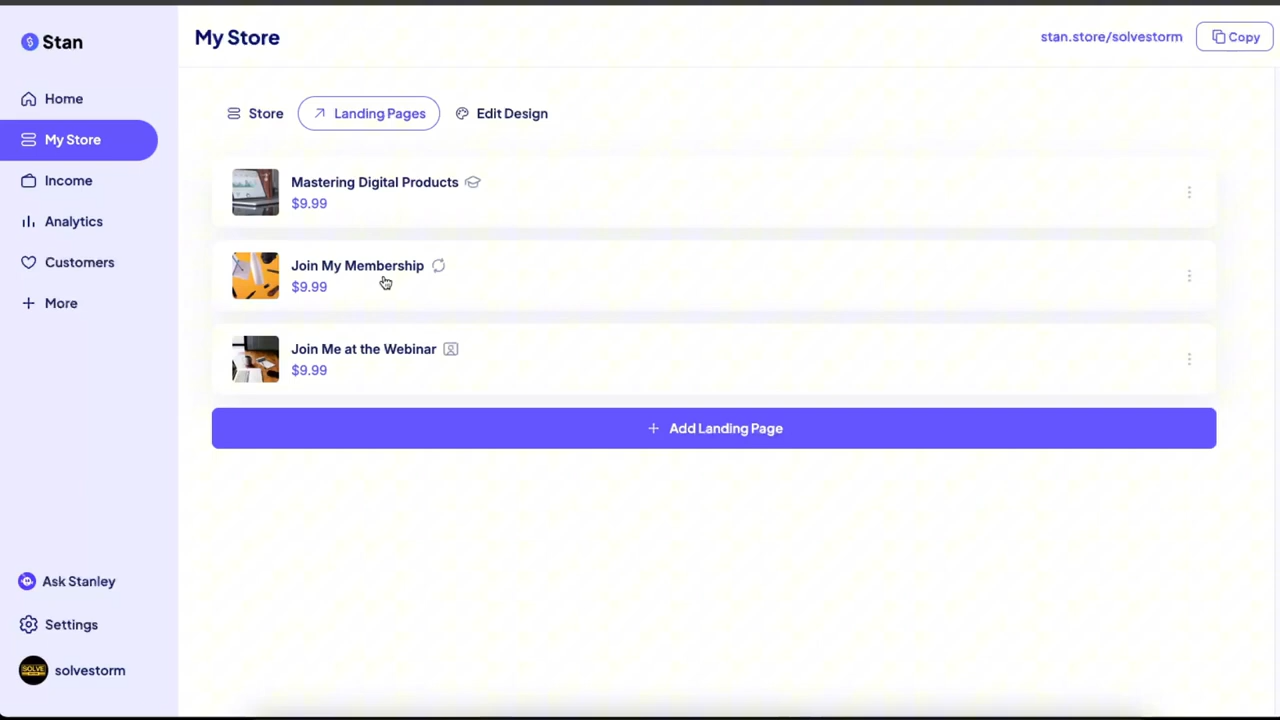 Stan
My Store
stan.store/solvestorm
Copy
Home
My Store
Income
Analytics
Customers
More
Store
Landing Pages
Edit Design
Mastering Digital Products
$9.99
Join My Membership
$9.99
Join Me at the Webinar
$9.99
+ Add Landing Page
Ask Stanley
Settings
SOLVE
solvestorm